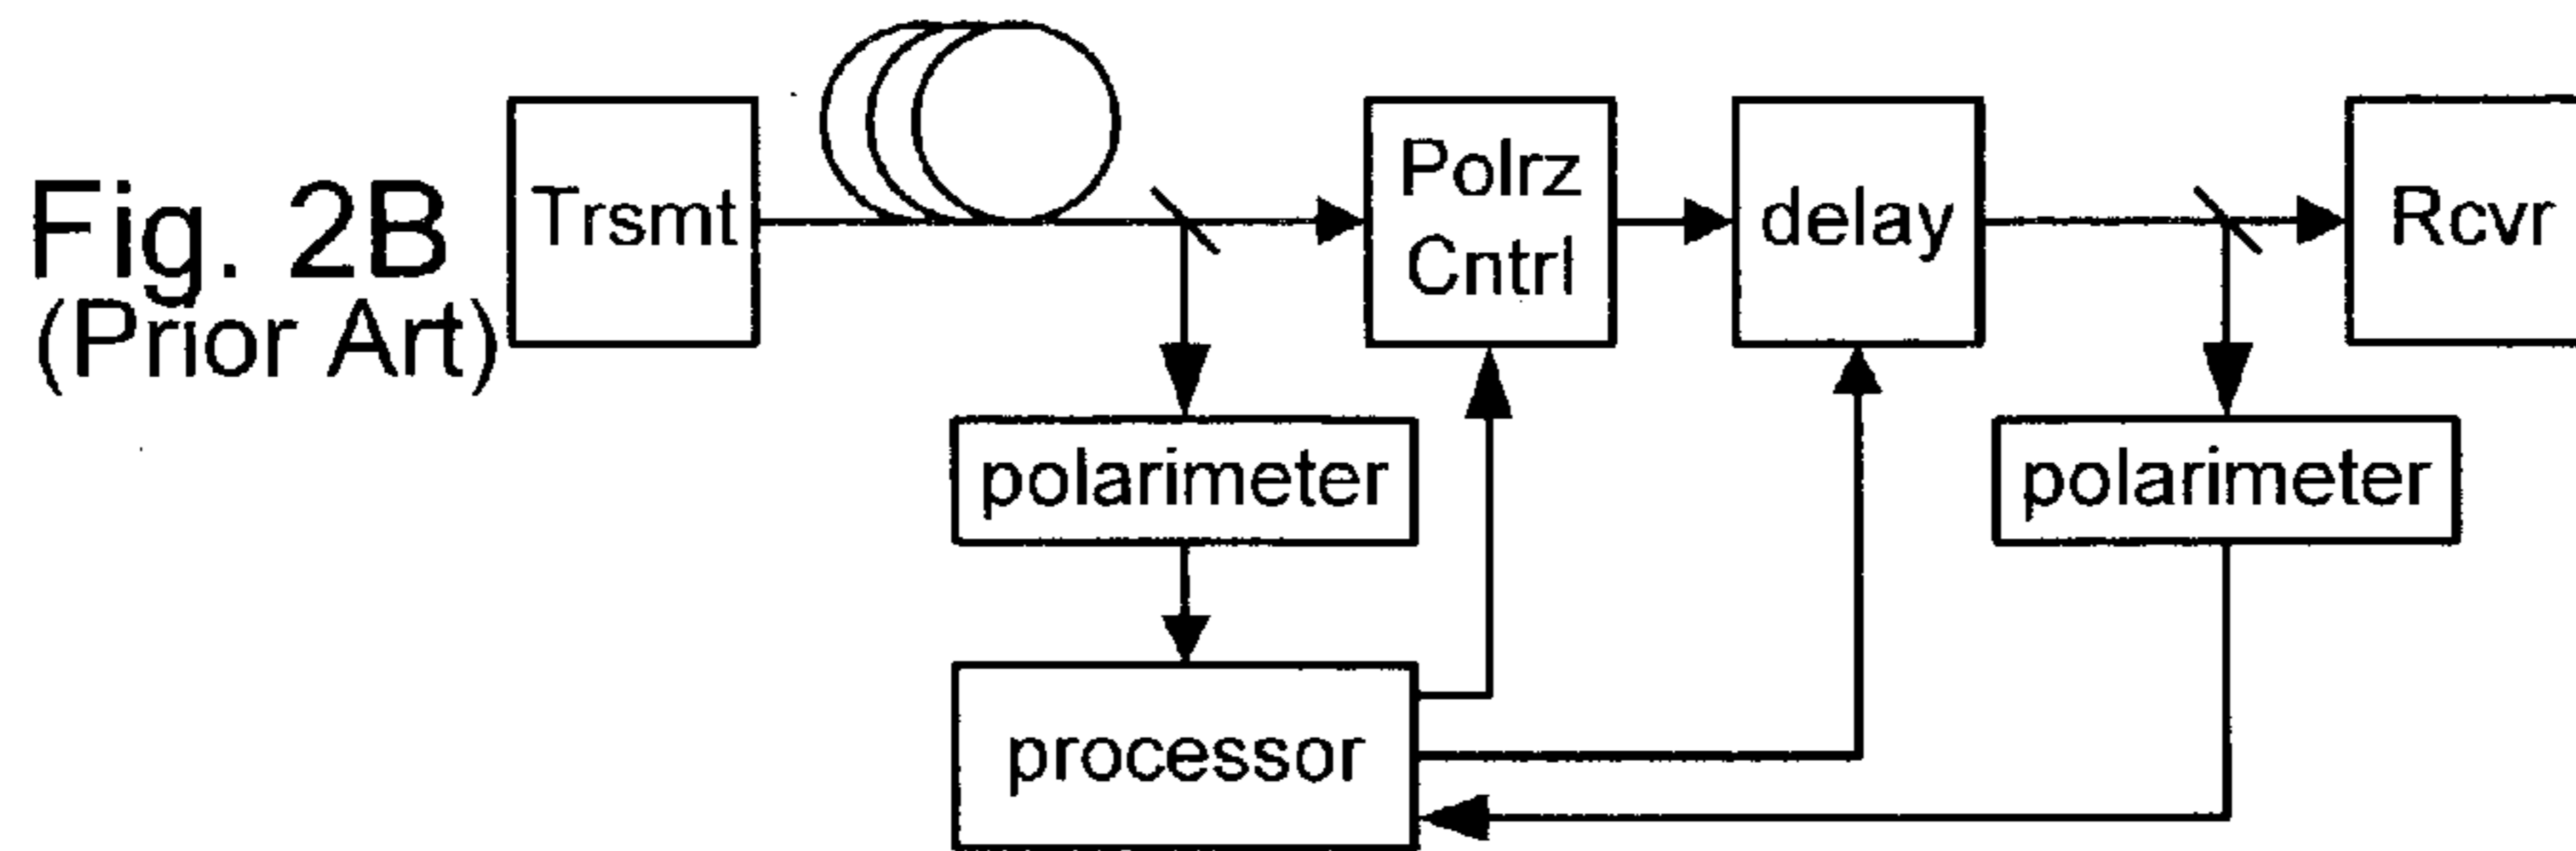 Fig. 2B
(Prior Art)
Trsmt
Polrz
Cntrl
delay
Rcvr
polarimeter
polarimeter
processor